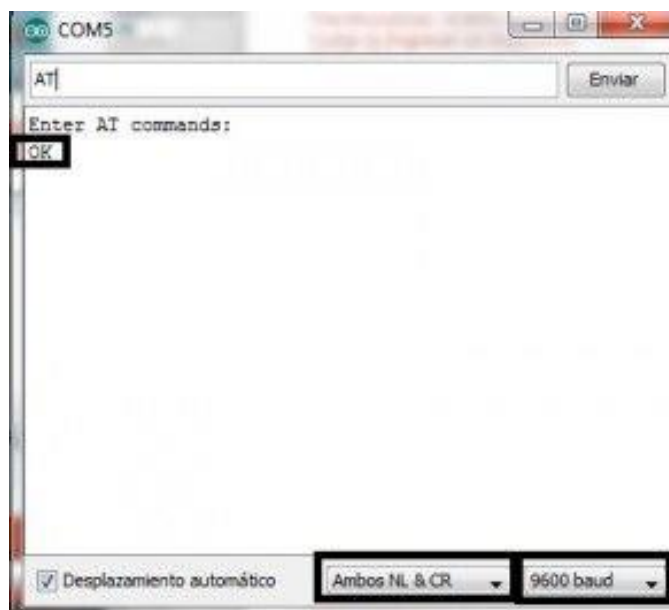 COM5
AT
Enviar
Enter AT commands:
OK
Desplazamiento automático
Ambos NL & CR
9600 baud